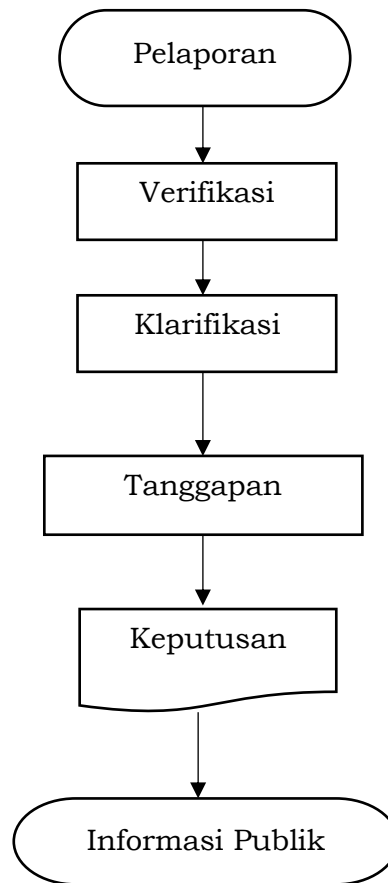 Pelaporan
Verifikasi
Klarifikasi
Tanggapan
Keputusan
Informasi Publik